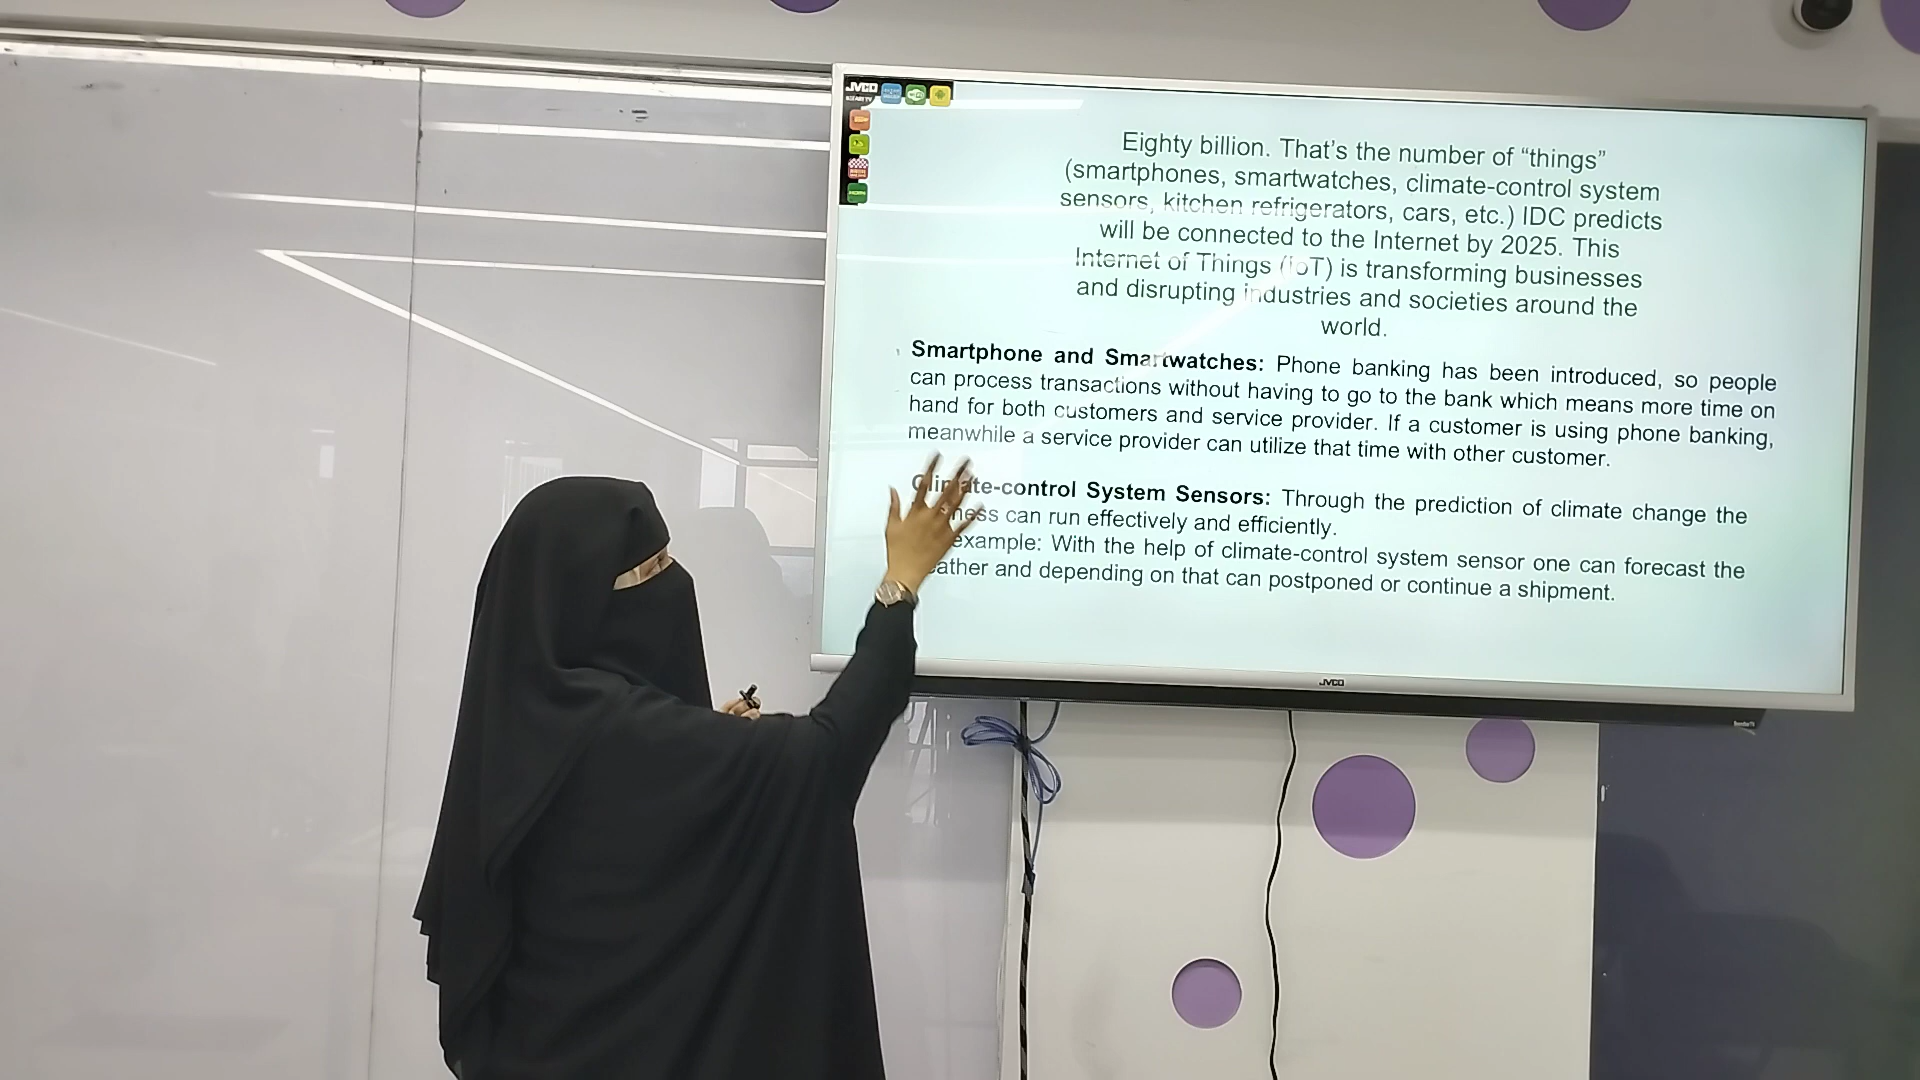 JVCO
Eighty billion. That's the number of “things”
(smartphones, smartwatches, climate-control system
sensors, kitchen refrigerators, cars, etc.) IDC predicts
will be connected to the Internet by 2025. This
Internet of Things (IoT) is transforming businesses
and disrupting industries and societies around the
world.
Smartphone and Smartwatches: Phone banking has been introduced, so people
can process transactions without having to go to the bank which means more time on
hand for both customers and service provider. If a customer is using phone banking,
meanwhile a service provider can utilize that time with other customer.
Climate-control System Sensors: Through the prediction of climate change the
can run effectively and efficiently.
example: With the help of climate-control system sensor one can forecast the
and depending on that can postponed or continue a shipment.
JVCO